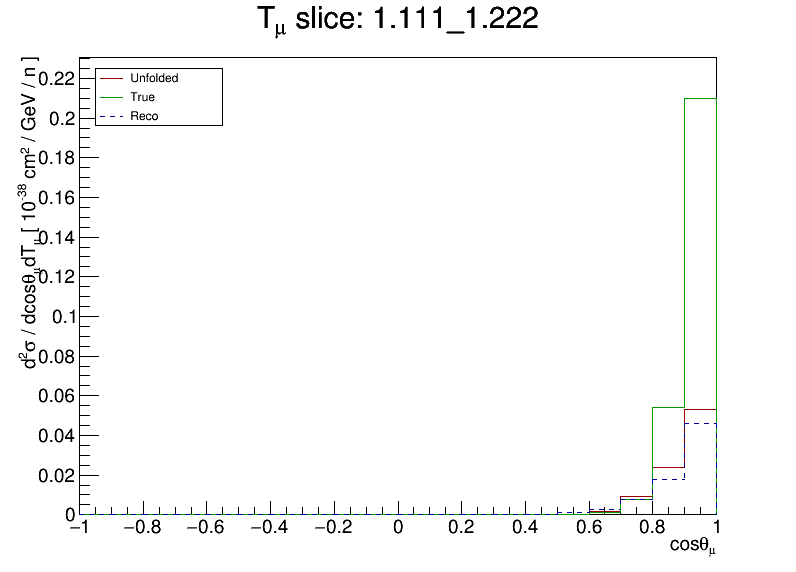 Tμ slice: 1.111_1.222
d²σ / dcosθμdTμ [ 10⁻³⁸ cm² / GeV / n ]
Unfolded
True
Reco
0.22
0.2
0.18
0.16
0.14
0.12
0.1
0.08
0.06
0.04
0.02
0
−1 −0.8 −0.6 −0.4 −0.2 0 0.2 0.4 0.6 0.8 1
cosθμ